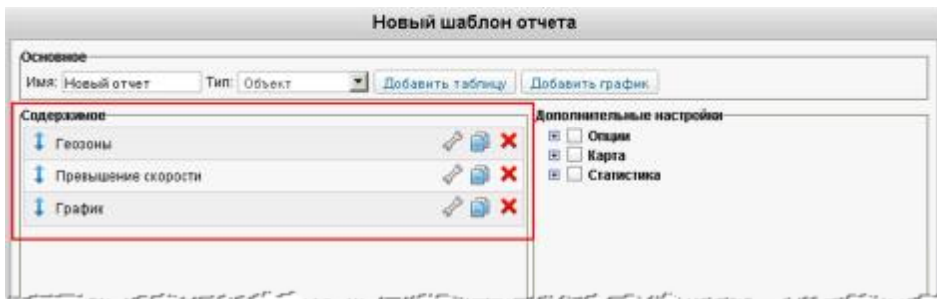 Новый шаблон отчета
Основное
Имя: Новый отчет Тип: Объект Добавить таблицу Добавить график
Содержимое
Геозоны
Превышение скорости
График
Дополнительные настройки
Опции
Карта
Статистика